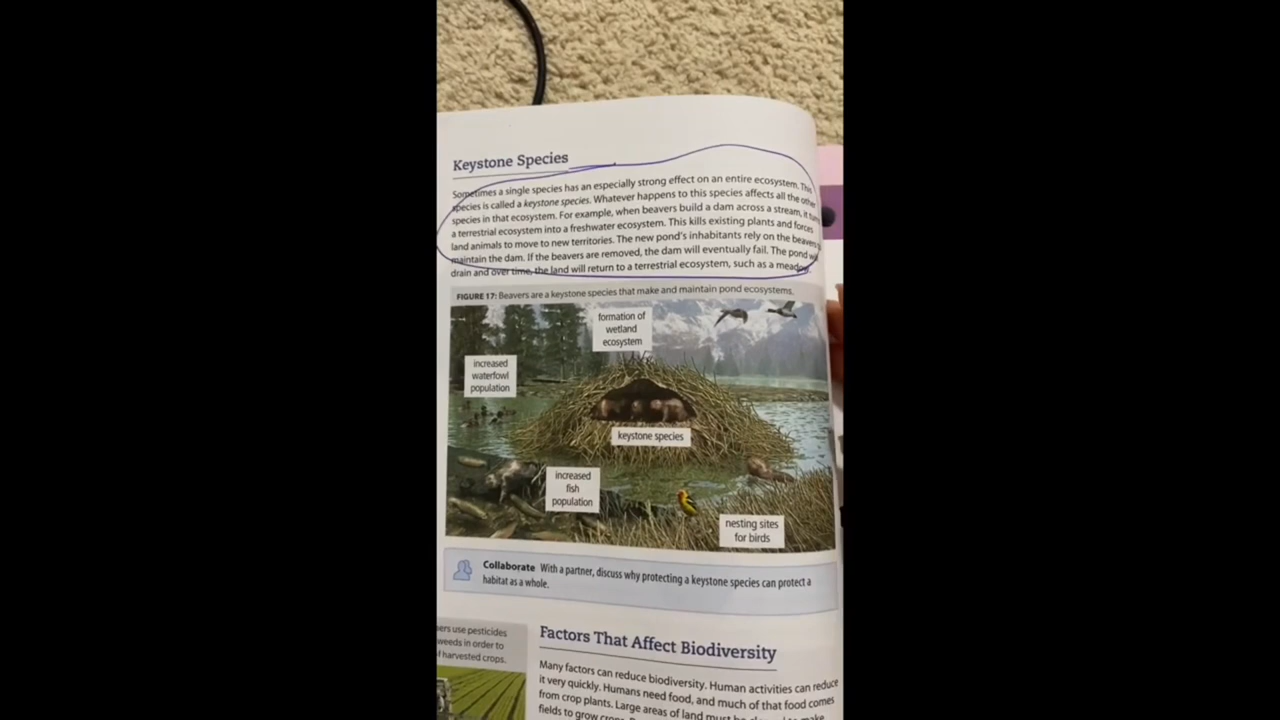 Keystone Species
Sometimes a single species has an especially strong effect on an entire ecosystem. This
species is called a keystone species. Whatever happens to this species affects all the other
species in that ecosystem. For example, when beavers build a dam across a stream, it
a terrestrial ecosystem into a freshwater ecosystem. This kills existing plants and forces
land animals to move to new territories. The new pond's inhabitants rely on the beavers
maintain the dam. If the beavers are removed, the dam will eventually fail. The pond
drain and over time, the land will return to a terrestrial ecosystem, such as a meadow.
FIGURE 17: Beavers are a keystone species that make and maintain pond ecosystems.
formation of
wetland
ecosystem
increased
waterfowl
population
keystone species
increased
fish
population
nesting sites
for birds
Collaborate With a partner, discuss why protecting a keystone species can protect a
habitat as a whole.
use pesticides
weeds in order to
of harvested crops.
Factors That Affect Biodiversity
Many factors can reduce biodiversity. Human activities can reduce
it very quickly. Humans need food, and much of that food comes
from crop plants. Large areas of land must be
fields to grow